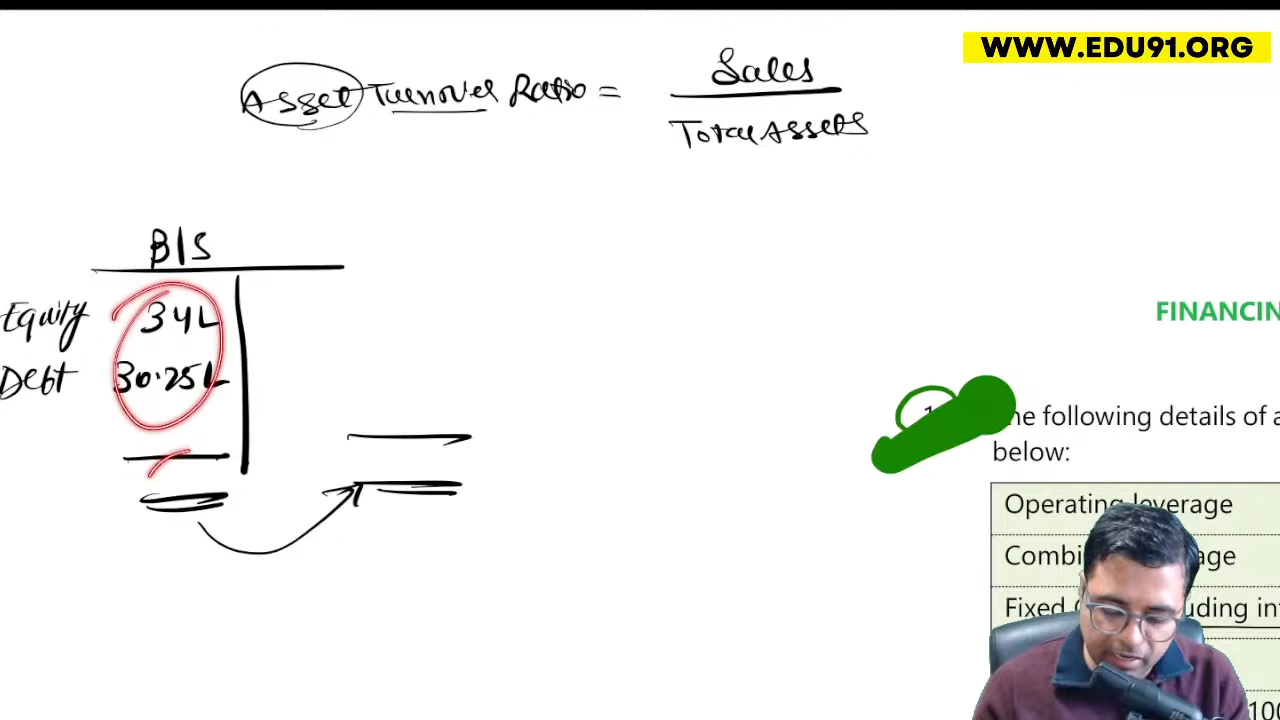 WWW.EDU91.ORG
Asset Turnover Ratio = Sales
Total Assets
B/S
Equity 34L
Debt 30.25L
FINANCIN
he following details of a
below:
Operating leverage
Combi age
Fixed uding in
100